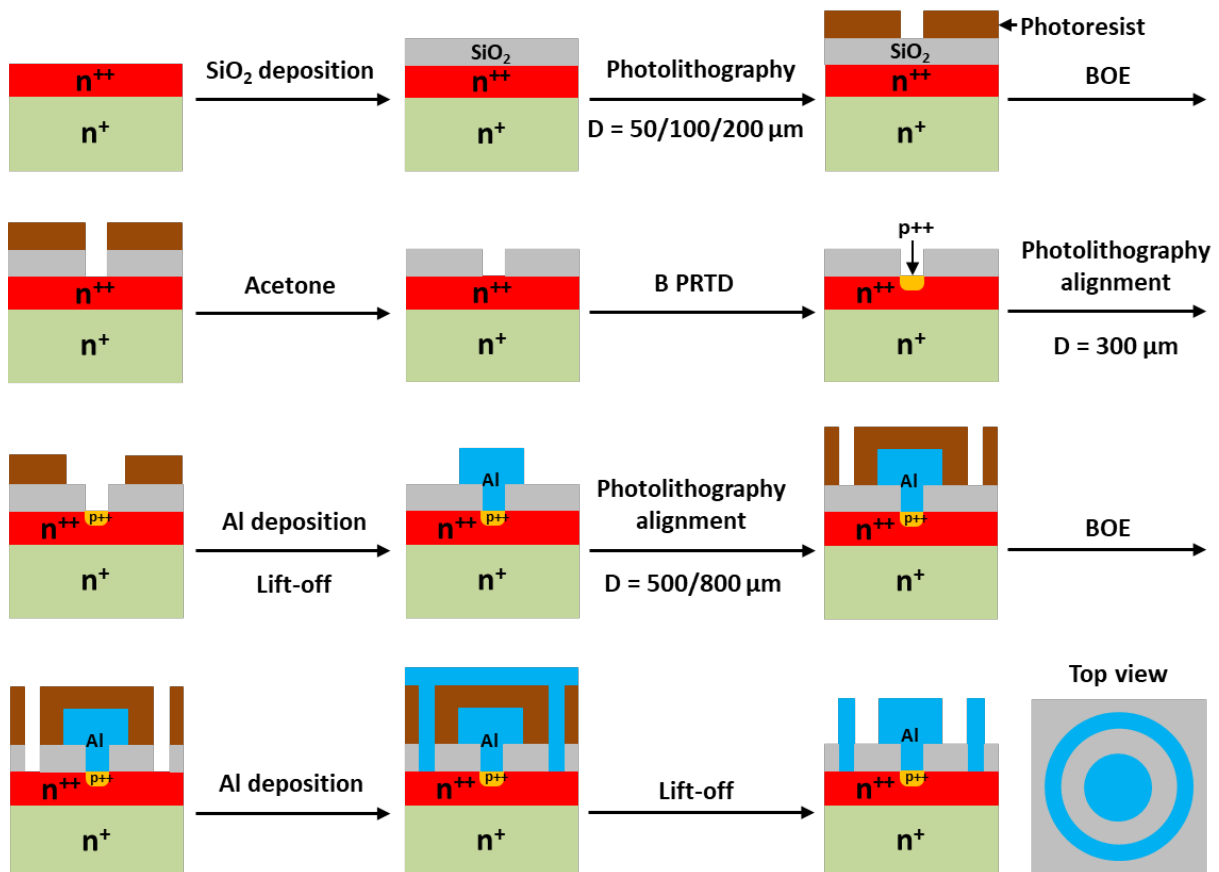 SiO₂ deposition
n⁺⁺
n⁺
SiO₂
n⁺⁺
n⁺
Photolithography
D = 50/100/200 µm
Photoresist
SiO₂
n⁺⁺
n⁺
BOE
n⁺⁺
n⁺
Acetone
n⁺⁺
n⁺
B PRTD
p++
n⁺⁺
n⁺
Photolithography
alignment
D = 300 µm
n⁺⁺ p++
n⁺
Al deposition
Lift-off
Al
n⁺⁺ p++
n⁺
Photolithography
alignment
D = 500/800 µm
Al
n⁺⁺ p++
n⁺
BOE
Al
n⁺⁺ p++
n⁺
Al deposition
Al
n⁺⁺ p++
n⁺
Lift-off
Al
n⁺⁺ p++
n⁺
Top view